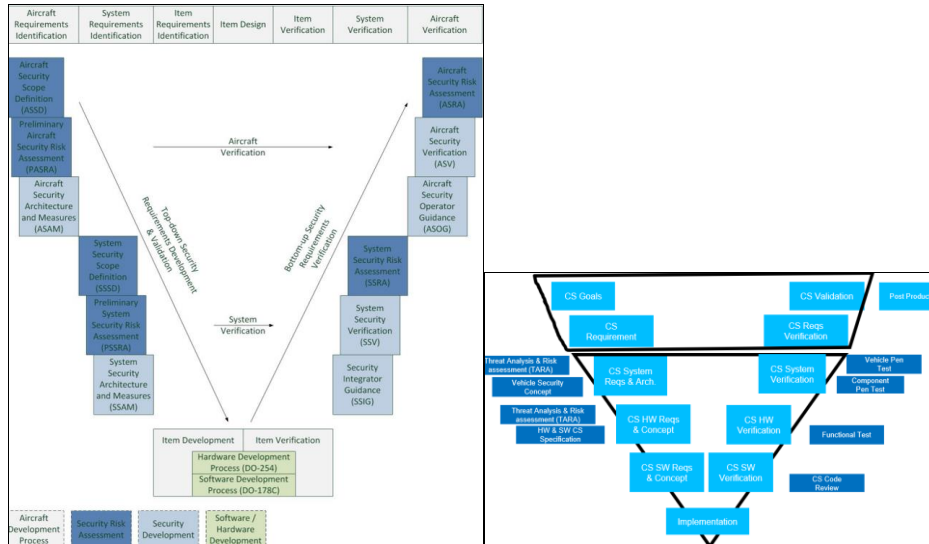 Aircraft
Requirements
Identification
System
Requirements
Identification
Item
Requirements
Identification
Item Design
Item
Verification
System
Verification
Aircraft
Verification
Aircraft
Security
Scope
Definition
(ASSD)
Preliminary
Aircraft
Security Risk
Assessment
(PASRA)
Aircraft
Security
Architecture
and Measures
(ASAM)
System
Security
Scope
Definition
(SSSD)
Preliminary
System
Security Risk
Assessment
(PSSRA)
System
Security
Architecture
and Measures
(SSAM)
Top-down Security
Requirements Development
& Validation
Aircraft
Verification
System
Verification
Bottom-up Security
Requirements
Verification
Aircraft
Security Risk
Assessment
(ASRA)
Aircraft
Security
Verification
(ASV)
Aircraft
Security
Operator
Guidance
(ASOG)
System
Security Risk
Assessment
(SSRA)
System
Security
Verification
(SSV)
Security
Integrator
Guidance
(SSIG)
Item Development
Item Verification
Hardware Development
Process (DO-254)
Software Development
Process (DO-178C)
Aircraft
Development
Process
Security Risk
Assessment
Security
Development
Software /
Hardware
Development
CS Goals
CS Validation
Post Product
CS
Requirement
CS Reqs
Verification
Threat Analysis & Risk
assessment (TARA)
Vehicle Security
Concept
CS System
Reqs & Arch.
CS System
Verification
Vehicle Pen
Test
Component
Pen Test
Threat Analysis & Risk
assessment (TARA)
HW & SW CS
Specification
CS HW Reqs
& Concept
CS HW
Verification
Functional Test
CS SW Reqs
& Concept
CS SW
Verification
CS Code
Review
Implementation